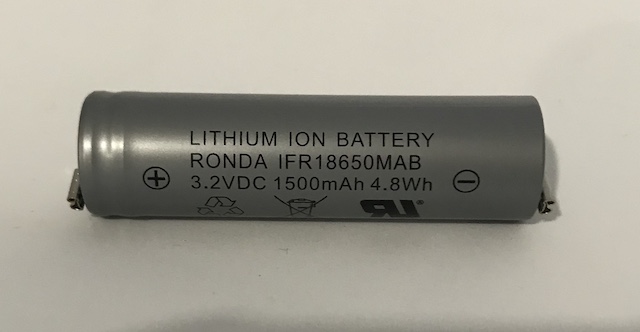 LITHIUM ION BATTERY
RONDA IFR18650MAB
⊕ 3.2VDC 1500mAh 4.8Wh ⊖